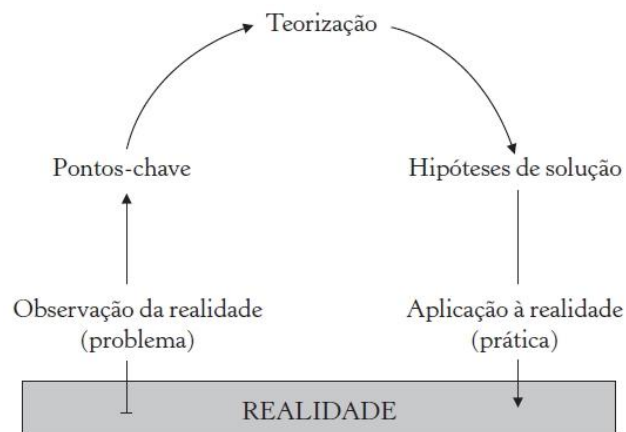 Teorização
Pontos-chave
Hipóteses de solução
Observação da realidade
(problema)
Aplicação à realidade
(prática)
REALIDADE